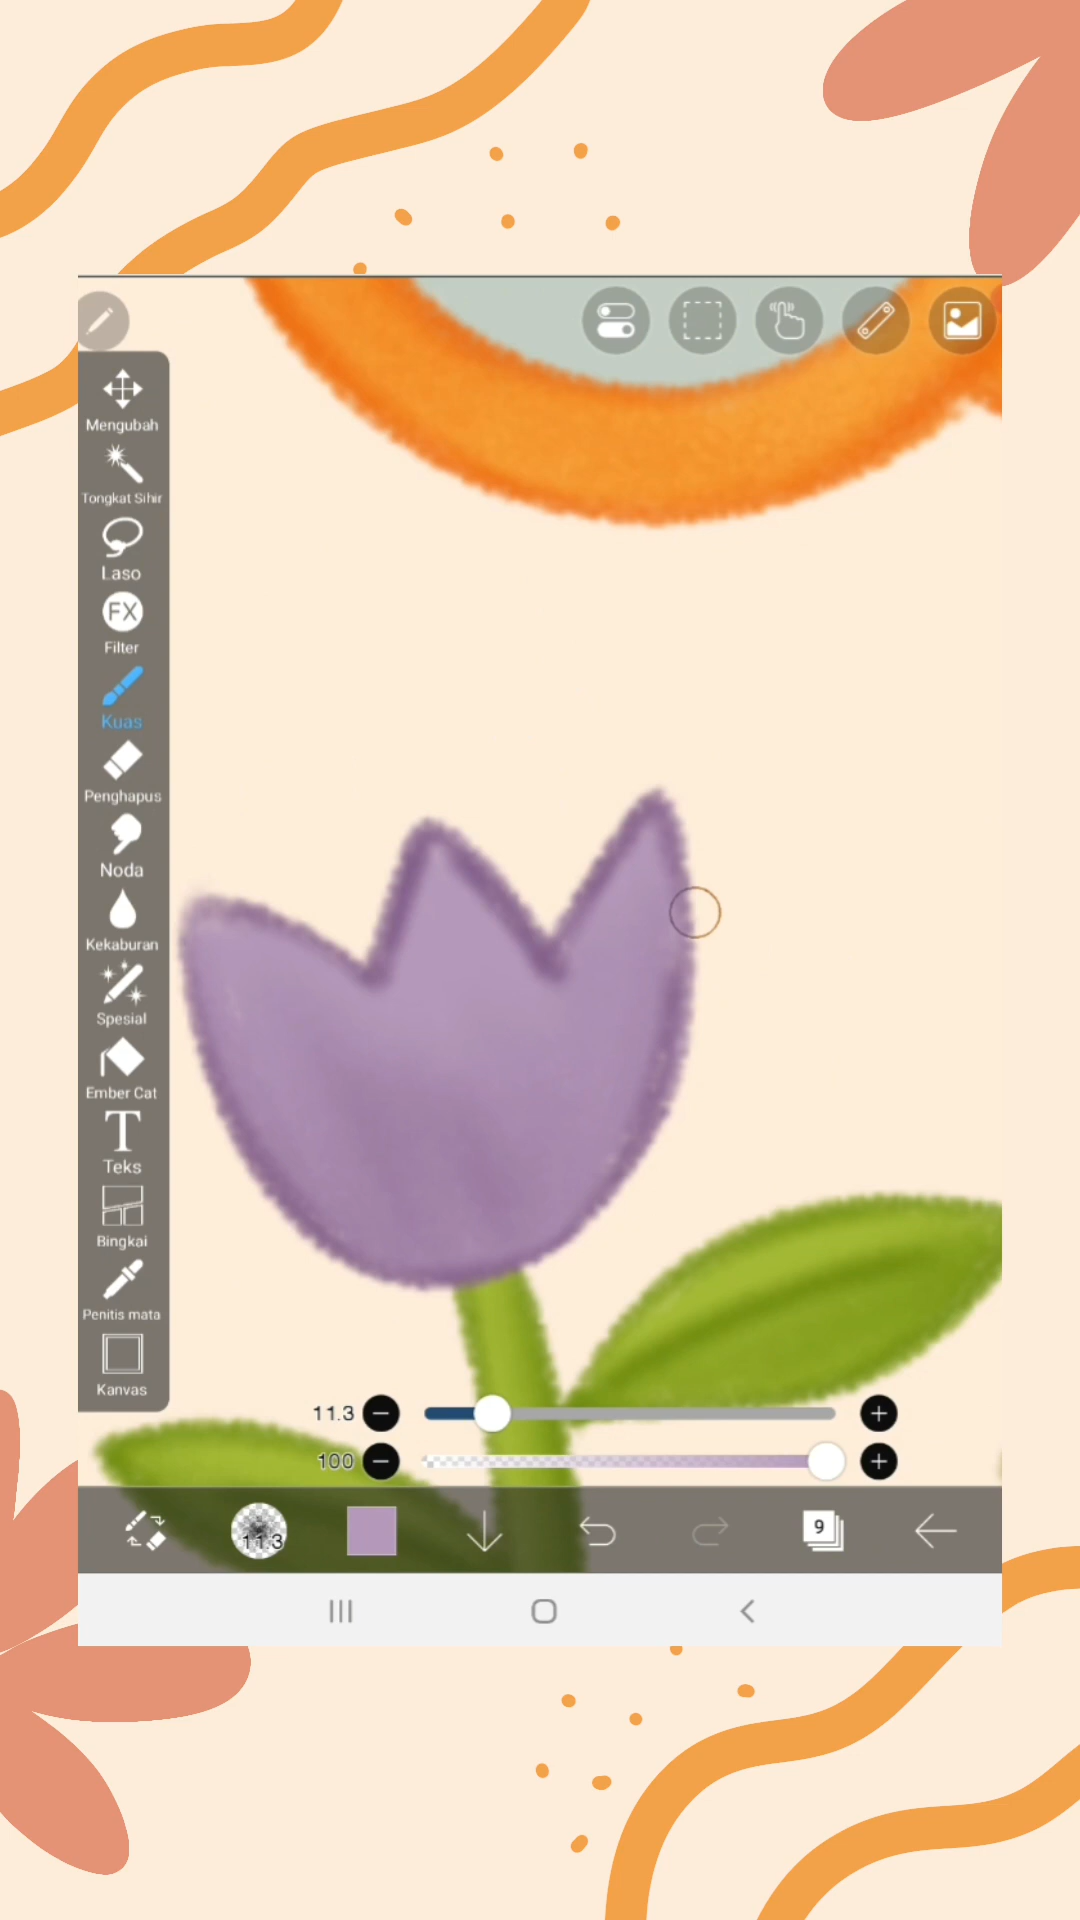 Mengubah
Tongkat Sihir
Laso
FX
Filter
Kuas
Penghapus
Noda
Kekaburan
Spesial
Ember Cat
T
Teks
Bingkai
Penitis mata
Kanvas
11.3
100
11.3
9